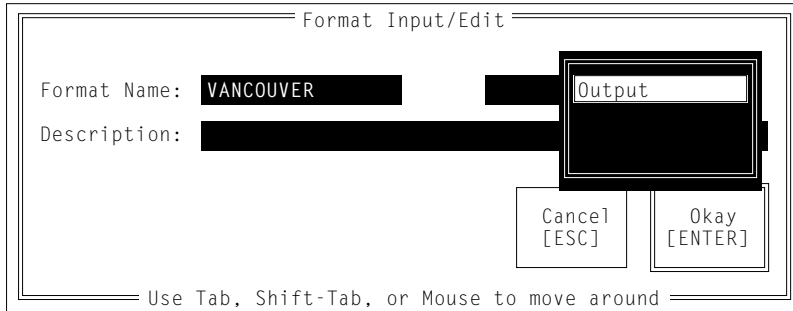 Format Input/Edit
Format Name: VANCOUVER
Output
Description:
Cancel
[ESC]
Okay
[ENTER]
Use Tab, Shift-Tab, or Mouse to move around